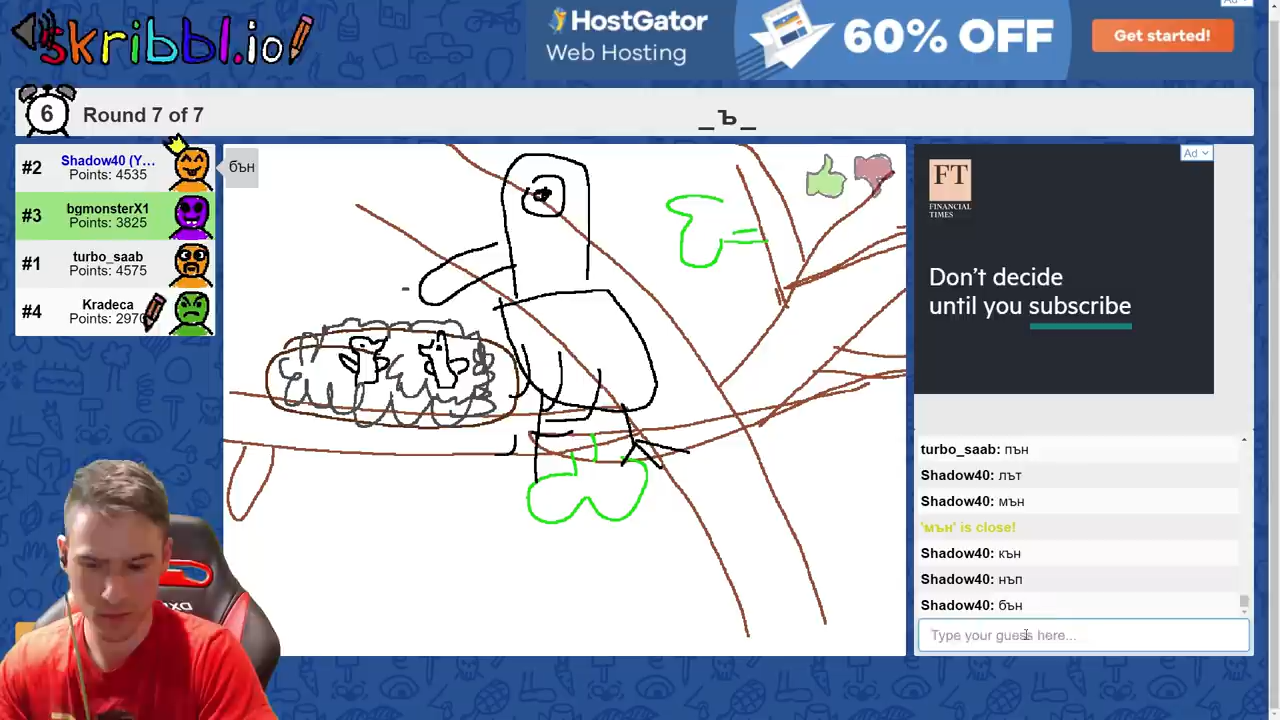 skribbl.io
HostGator
Web Hosting
60% OFF
Get started!
Ad
6
Round 7 of 7
_ъ_
#2
Shadow40 (Y...
Points: 4535
бън
#3
bgmonsterX1
Points: 3825
#1
turbo_saab
Points: 4575
#4
Kradeca
Points: 2970
Ad
FT
FINANCIAL
TIMES
Don't decide
until you subscribe
turbo_saab: пън
Shadow40: лът
Shadow40: мън
'мън' is close!
Shadow40: кън
Shadow40: нъп
Shadow40: бън
Type your guess here...